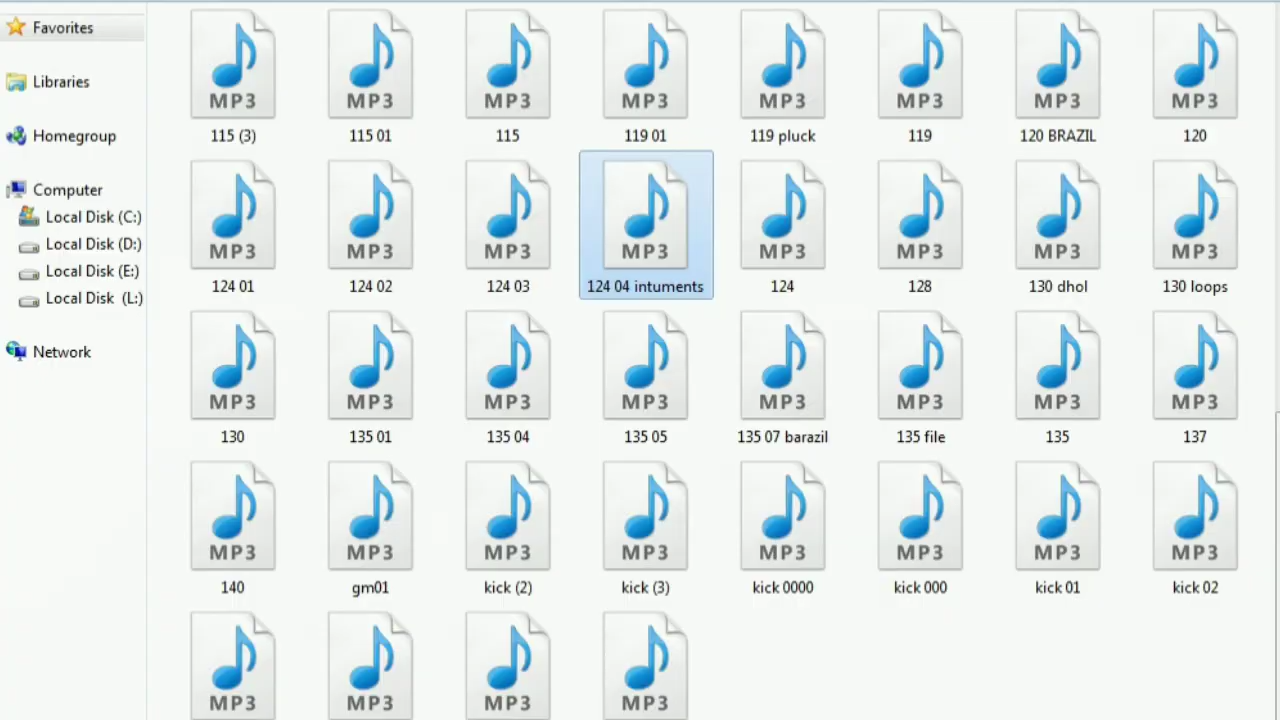 Favorites
Libraries
Homegroup
Computer
Local Disk (C:)
Local Disk (D:)
Local Disk (E:)
Local Disk (L:)
Network
MP3 MP3 MP3 MP3 MP3 MP3 MP3 MP3
115 (3) 115 01 115 119 01 119 pluck 119 120 BRAZIL 120
MP3 MP3 MP3 MP3 MP3 MP3 MP3 MP3
124 01 124 02 124 03 124 04 intuments 124 128 130 dhol 130 loops
MP3 MP3 MP3 MP3 MP3 MP3 MP3 MP3
130 135 01 135 04 135 05 135 07 barazil 135 file 135 137
MP3 MP3 MP3 MP3 MP3 MP3 MP3 MP3
140 gm01 kick (2) kick (3) kick 0000 kick 000 kick 01 kick 02
MP3 MP3 MP3 MP3